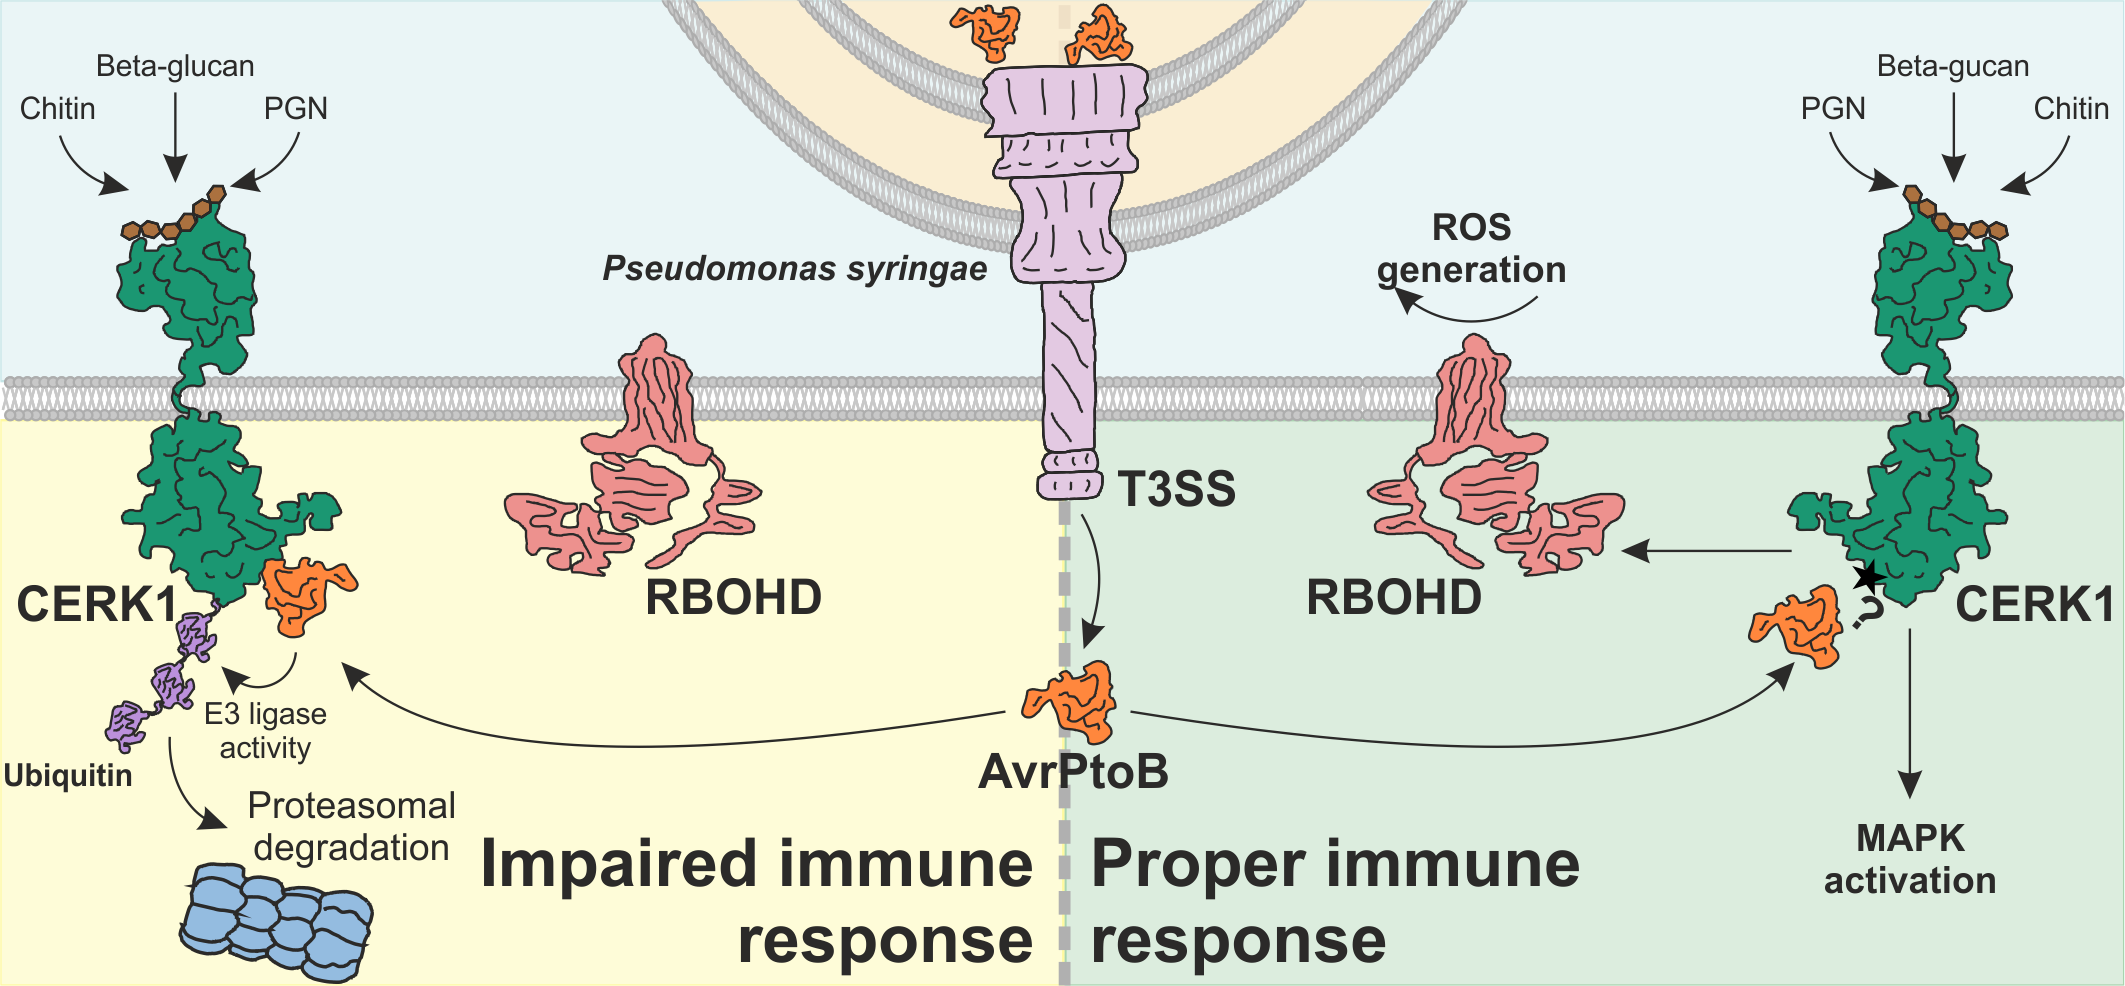 Beta-glucan
Chitin
PGN
Pseudomonas syringae
ROS
generation
Beta-gucan
PGN
Chitin
T3SS
CERK1
RBOHD
RBOHD
?
CERK1
E3 ligase
activity
Ubiquitin
Proteasomal
degradation
AvrPtoB
MAPK
activation
Impaired immune
response
Proper immune
response